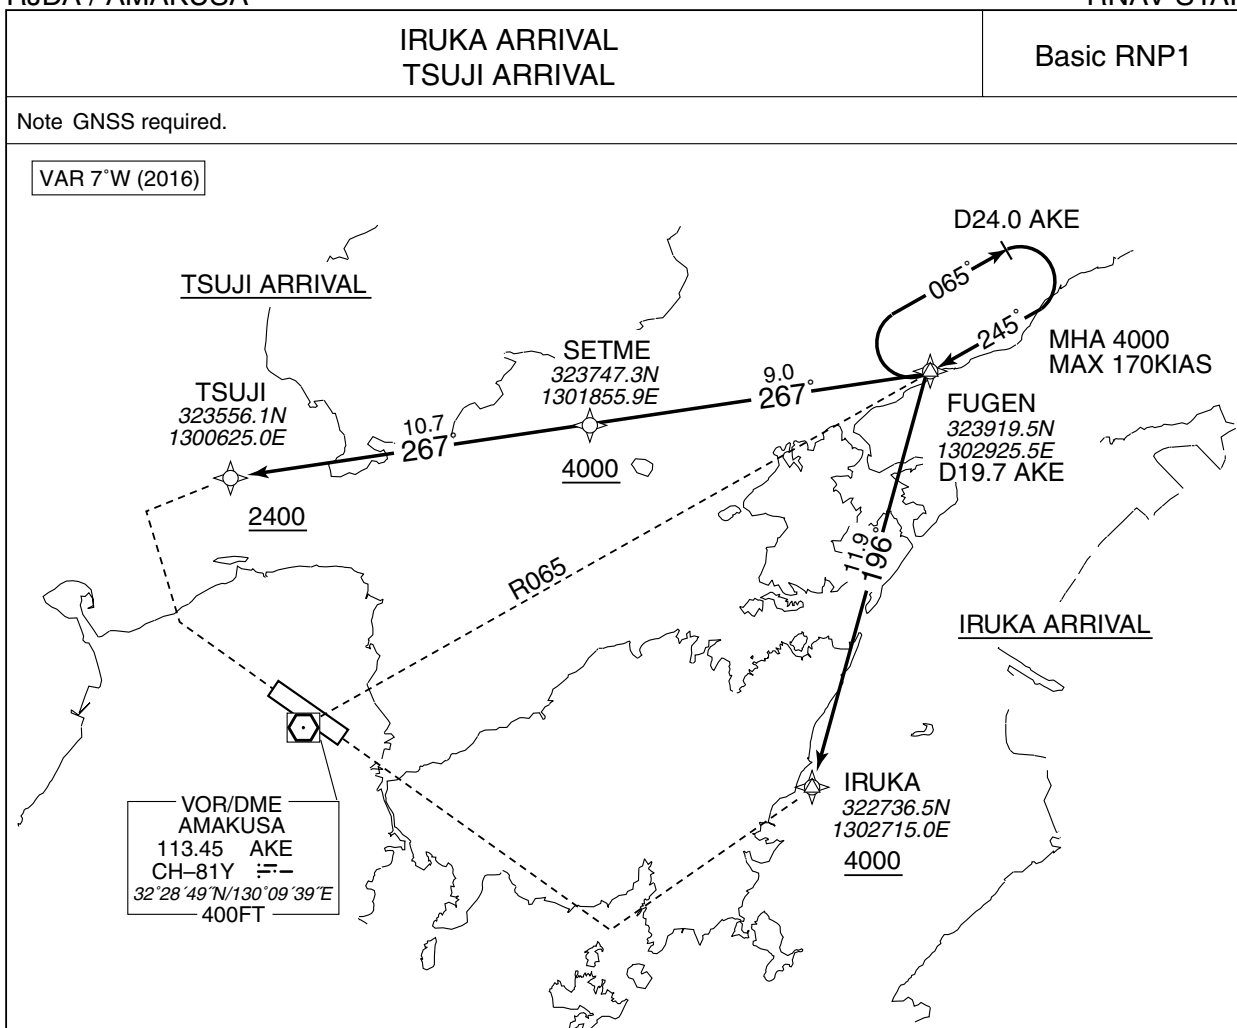 RJDA / AMAKUSA
RNAV STAR
IRUKA ARRIVAL
TSUJI ARRIVAL
Basic RNP1
Note GNSS required.
VAR 7°W (2016)
D24.0 AKE
065°
245°
MHA 4000
MAX 170KIAS
TSUJI ARRIVAL
SETME
323747.3N
1301855.9E
4000
9.0
267°
TSUJI
323556.1N
1300625.0E
2400
10.7
267°
FUGEN
323919.5N
1302925.5E
D19.7 AKE
11.9
196°
R065
IRUKA ARRIVAL
IRUKA
322736.5N
1302715.0E
4000
VOR/DME
AMAKUSA
113.45 AKE
CH–81Y
32°28´49˝N/130°09´39˝E
400FT